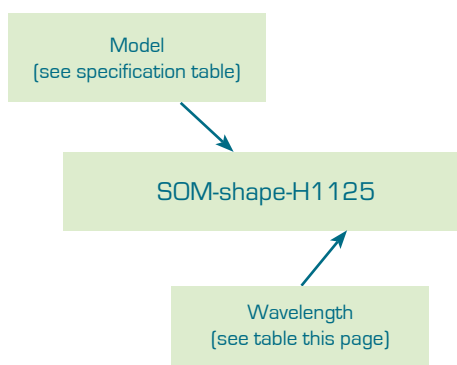 Model
(see specification table)
SOM-shape-H1125
Wavelength
(see table this page)